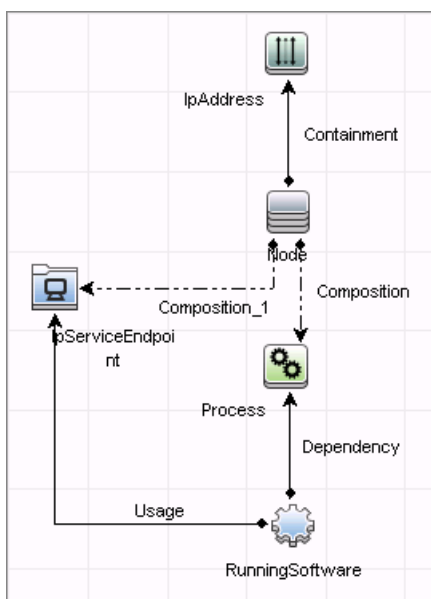 IpAddress
Containment
Node
Composition
Composition_1
IpServiceEndpoi
nt
Process
Dependency
Usage
RunningSoftware